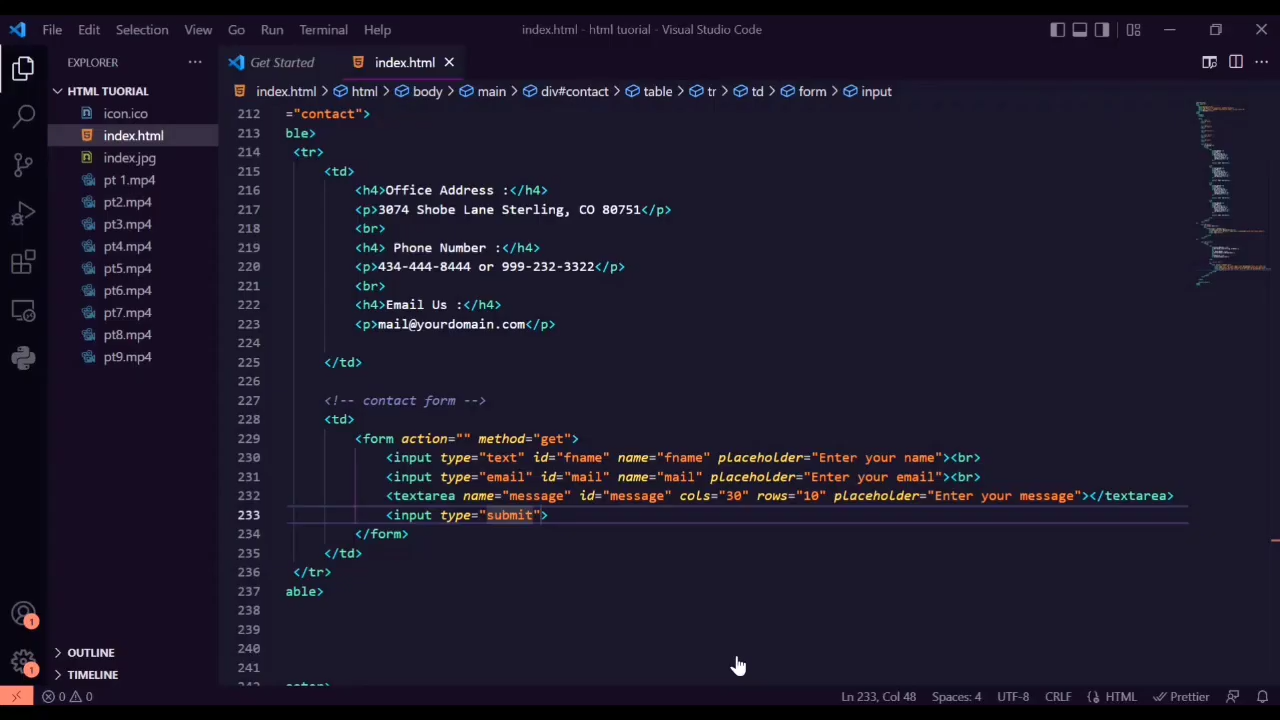 File Edit Selection View Go Run Terminal Help
index.html - html tuorial - Visual Studio Code
EXPLORER
HTML TUORIAL
icon.ico
index.html
index.jpg
pt 1.mp4
pt2.mp4
pt3.mp4
pt4.mp4
pt5.mp4
pt6.mp4
pt7.mp4
pt8.mp4
pt9.mp4
OUTLINE
TIMELINE
1
1
Get Started index.html
index.html > html > body > main > div#contact > table > tr > td > form > input
212 ="contact">
213 ble>
214 <tr>
215 <td>
216 <h4>Office Address :</h4>
217 <p>3074 Shobe Lane Sterling, CO 80751</p>
218 <br>
219 <h4> Phone Number :</h4>
220 <p>434-444-8444 or 999-232-3322</p>
221 <br>
222 <h4>Email Us :</h4>
223 <p>mail@yourdomain.com</p>
224
225 </td>
226
227 <!-- contact form -->
228 <td>
229 <form action="" method="get">
230 <input type="text" id="fname" name="fname" placeholder="Enter your name"><br>
231 <input type="email" id="mail" name="mail" placeholder="Enter your email"><br>
232 <textarea name="message" id="message" cols="30" rows="10" placeholder="Enter your message"></textarea>
233 <input type="submit">
234 </form>
235 </td>
236 </tr>
237 able>
238
239
240
241
0 0 Ln 233, Col 48 Spaces: 4 UTF-8 CRLF HTML Prettier